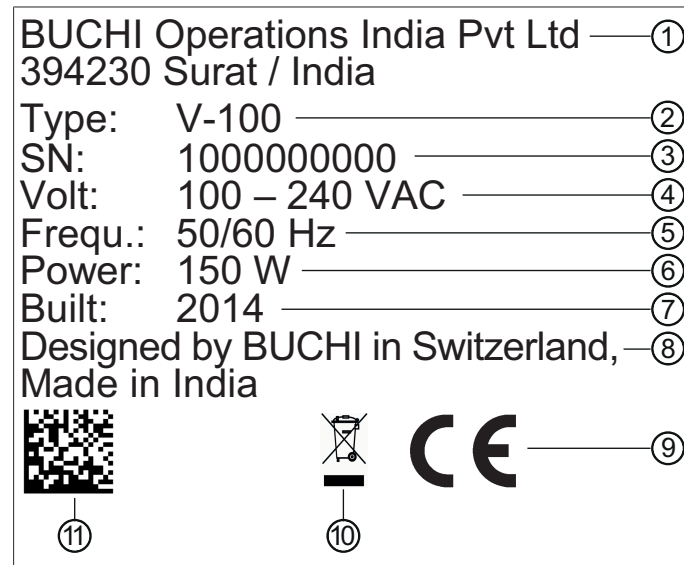 BUCHI Operations India Pvt Ltd ①
394230 Surat / India
Type: V-100 ②
SN: 1000000000 ③
Volt: 100 – 240 VAC ④
Frequ.: 50/60 Hz ⑤
Power: 150 W ⑥
Built: 2014 ⑦
Designed by BUCHI in Switzerland, ⑧
Made in India
CE ⑨
⑪ ⑩